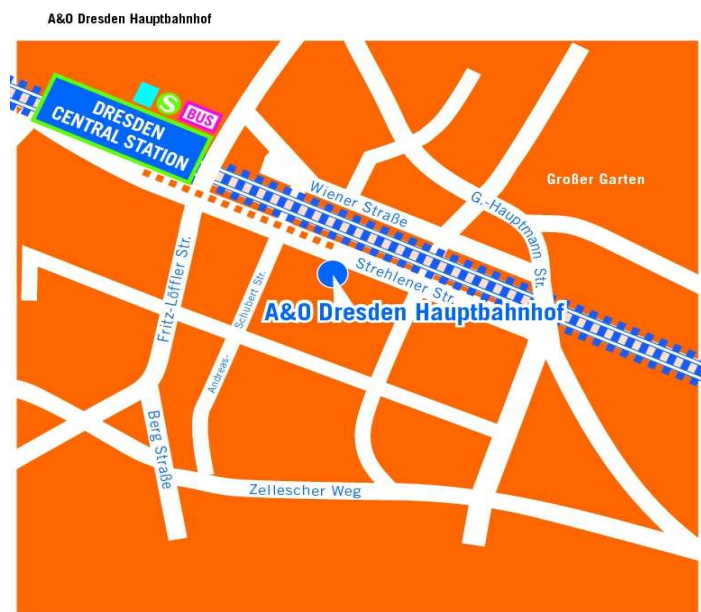 A&O Dresden Hauptbahnhof
S
BUS
DRESDEN
CENTRAL STATION
Großer Garten
Wiener Straße
G.-Hauptmann
Str.
Strehlener Str.
Fritz-Löffler Str.
Schubert Str.
Andreas-
A&O Dresden Hauptbahnhof
Berg Straße
Zellescher Weg